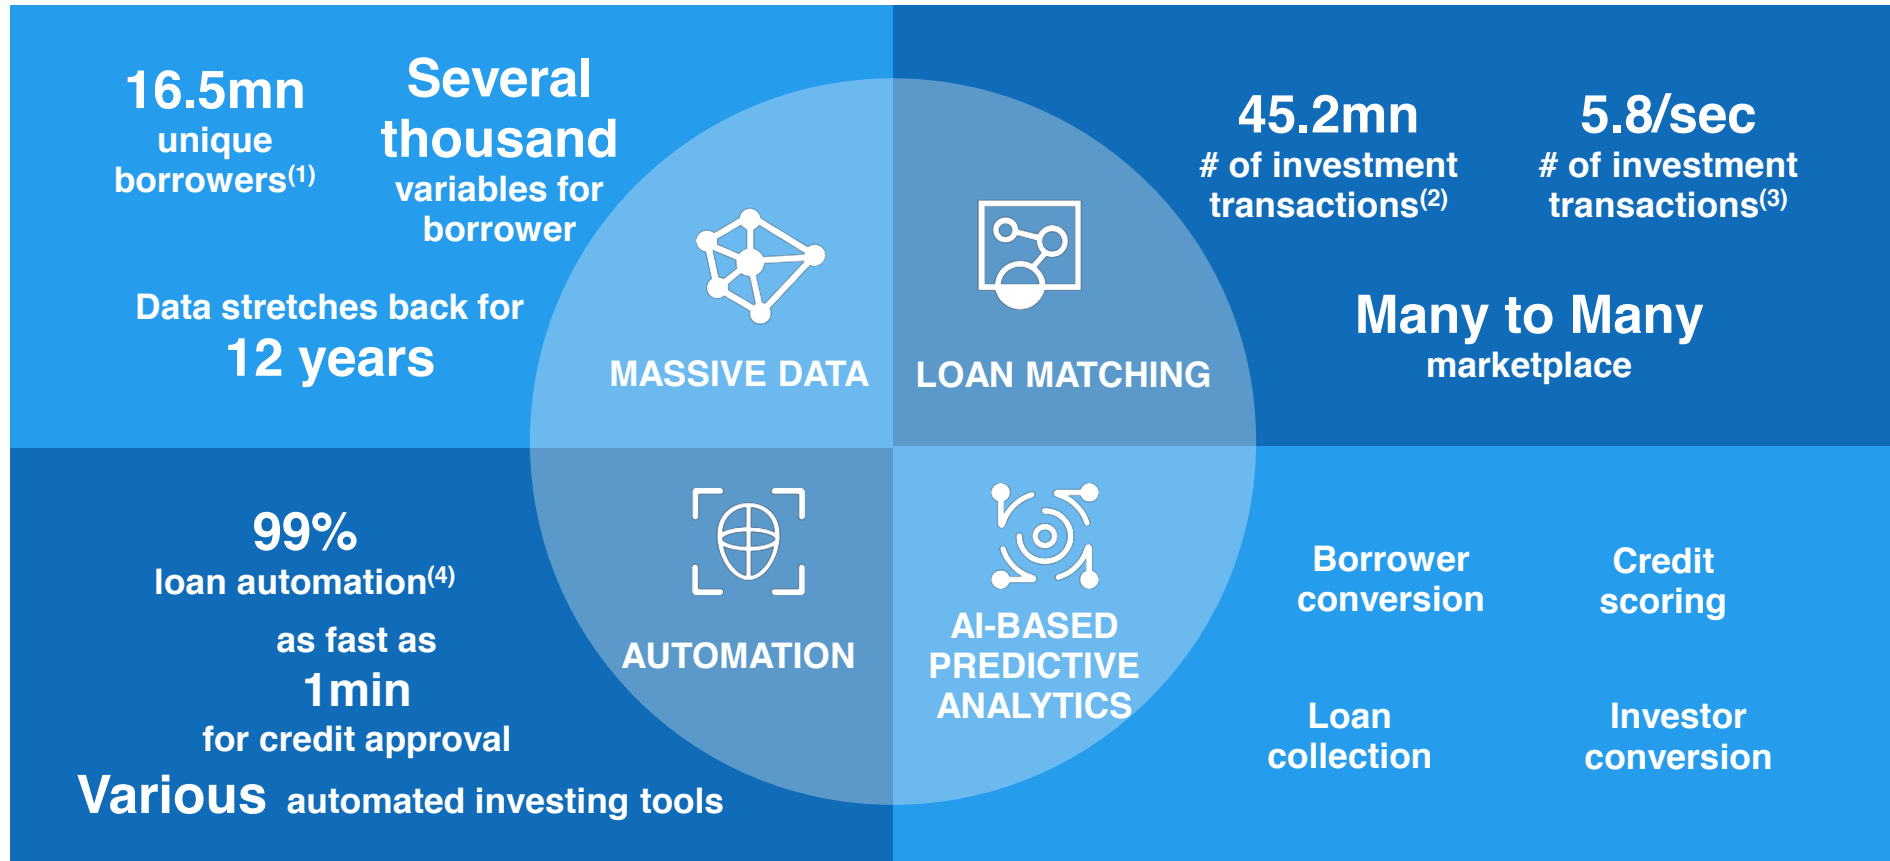 16.5mn
unique
borrowers(1)
Several
thousand
variables for
borrower
Data stretches back for
12 years
MASSIVE DATA
LOAN MATCHING
45.2mn
# of investment
transactions(2)
5.8/sec
# of investment
transactions(3)
Many to Many
marketplace
99%
loan automation(4)
as fast as
1min
for credit approval
Various automated investing tools
AUTOMATION
AI-BASED
PREDICTIVE
ANALYTICS
Borrower
conversion
Credit
scoring
Loan
collection
Investor
conversion